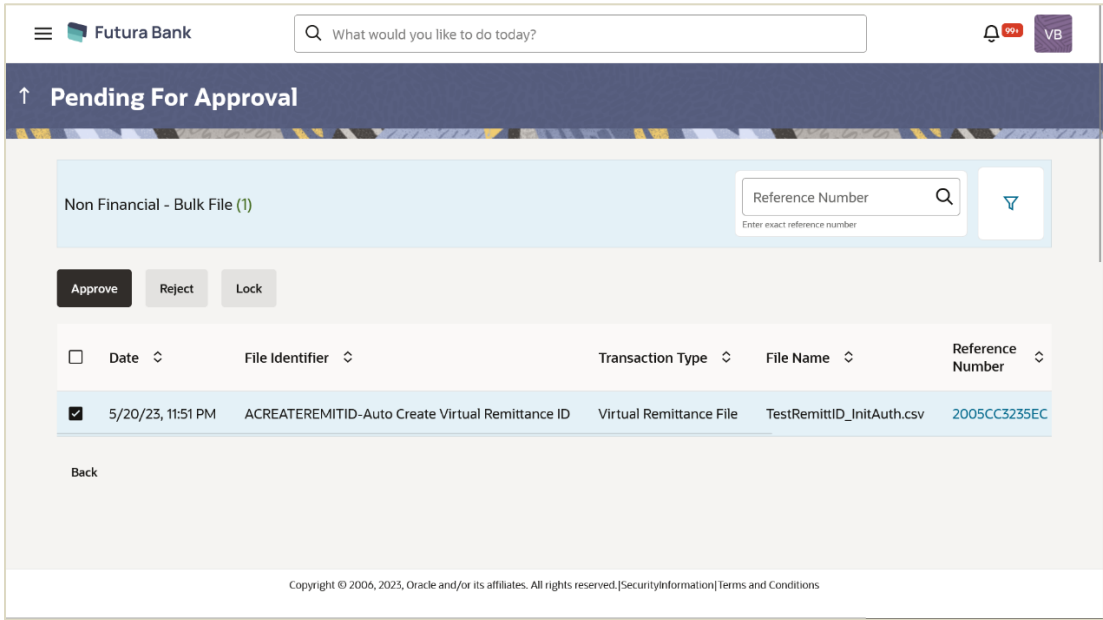 Futura Bank
What would you like to do today?
99+
VB
Pending For Approval
Non Financial - Bulk File (1)
Reference Number
Enter exact reference number
Approve Reject Lock
Date File Identifier Transaction Type File Name Reference Number
5/20/23, 11:51 PM ACREATEREMITID-Auto Create Virtual Remittance ID Virtual Remittance File TestRemittID_InitAuth.csv 2005CC3235EC
Back
Copyright © 2006, 2023, Oracle and/or its affiliates. All rights reserved.|SecurityInformation|Terms and Conditions